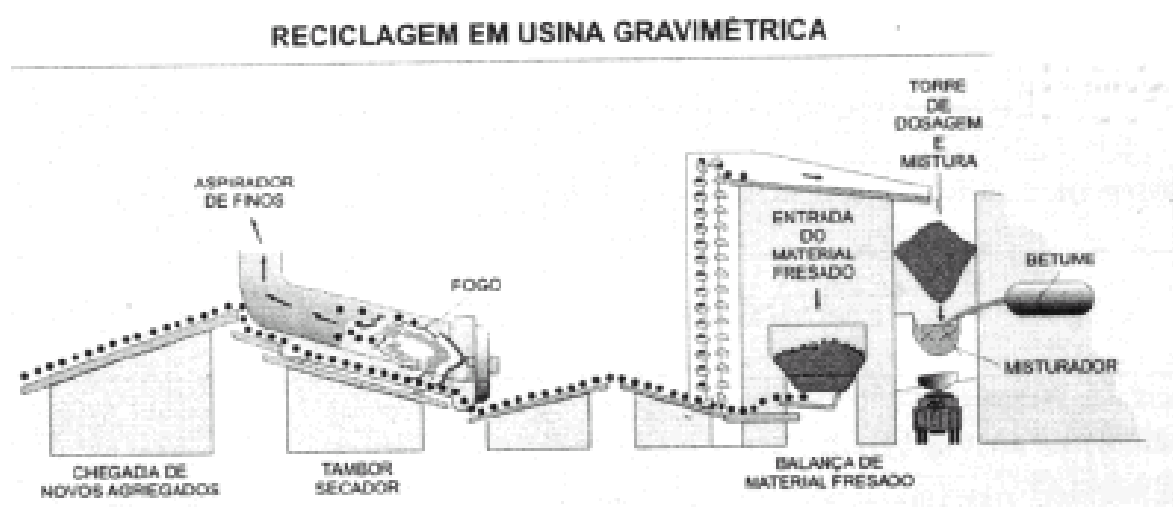 RECICLAGEM EM USINA GRAVIMÉTRICA
TORRE
DE
DOSAGEM
E
MISTURA
ASPIRADOR
DE FINOS
FOGO
ENTRADA
DO
MATERIAL
FRESADO
BETUME
MISTURADOR
CHEGADA DE
NOVOS AGRIEGADOS
TAMBOR
SECADOR
BALANÇA DE
MATERIAL FRESADO